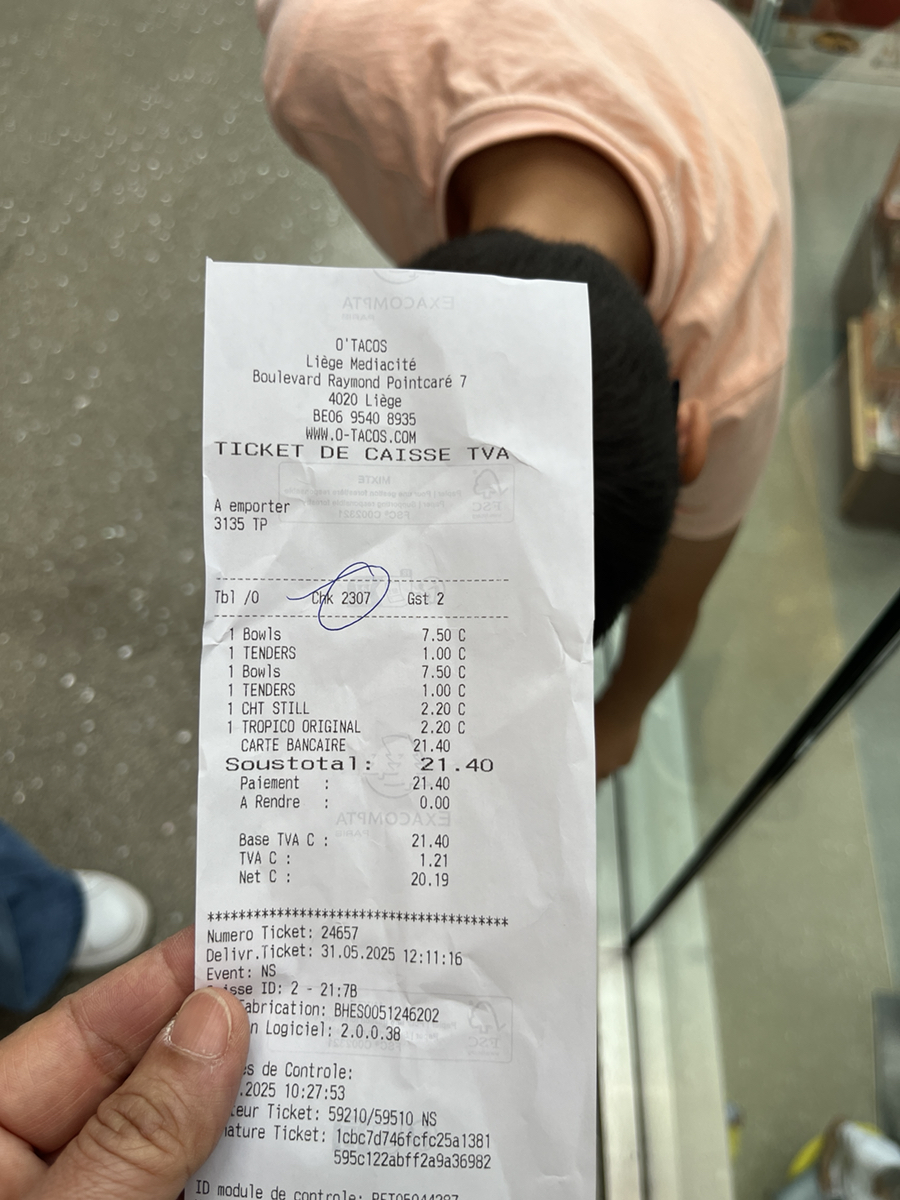 O'TACOS
Liège Mediacité
Boulevard Raymond Pointcaré 7
4020 Liège
BE06 9540 8935
WWW.O-TACOS.COM
TICKET DE CAISSE TVA
A emporter
3135 TP
Tbl /0 Chk 2307 Gst 2
1 Bowls 7.50 C
1 TENDERS 1.00 C
1 Bowls 7.50 C
1 TENDERS 1.00 C
1 CHT STILL 2.20 C
1 TROPICO ORIGINAL 2.20 C
CARTE BANCAIRE 21.40
Soustotal: 21.40
Paiement : 21.40
A Rendre : 0.00
Base TVA C : 21.40
TVA C : 1.21
Net C : 20.19
***************************************
Numero Ticket: 24657
Delivr.Ticket: 31.05.2025 12:11:16
Event: NS
isse ID: 2 - 21:7B
abrication: BHES0051246202
n Logiciel: 2.0.0.38
s de Controle:
.2025 10:27:53
teur Ticket: 59210/59510 NS
ature Ticket: 1cbc7d746fcfc25a1381
595c122abff2a9a36982
ID module de controle: